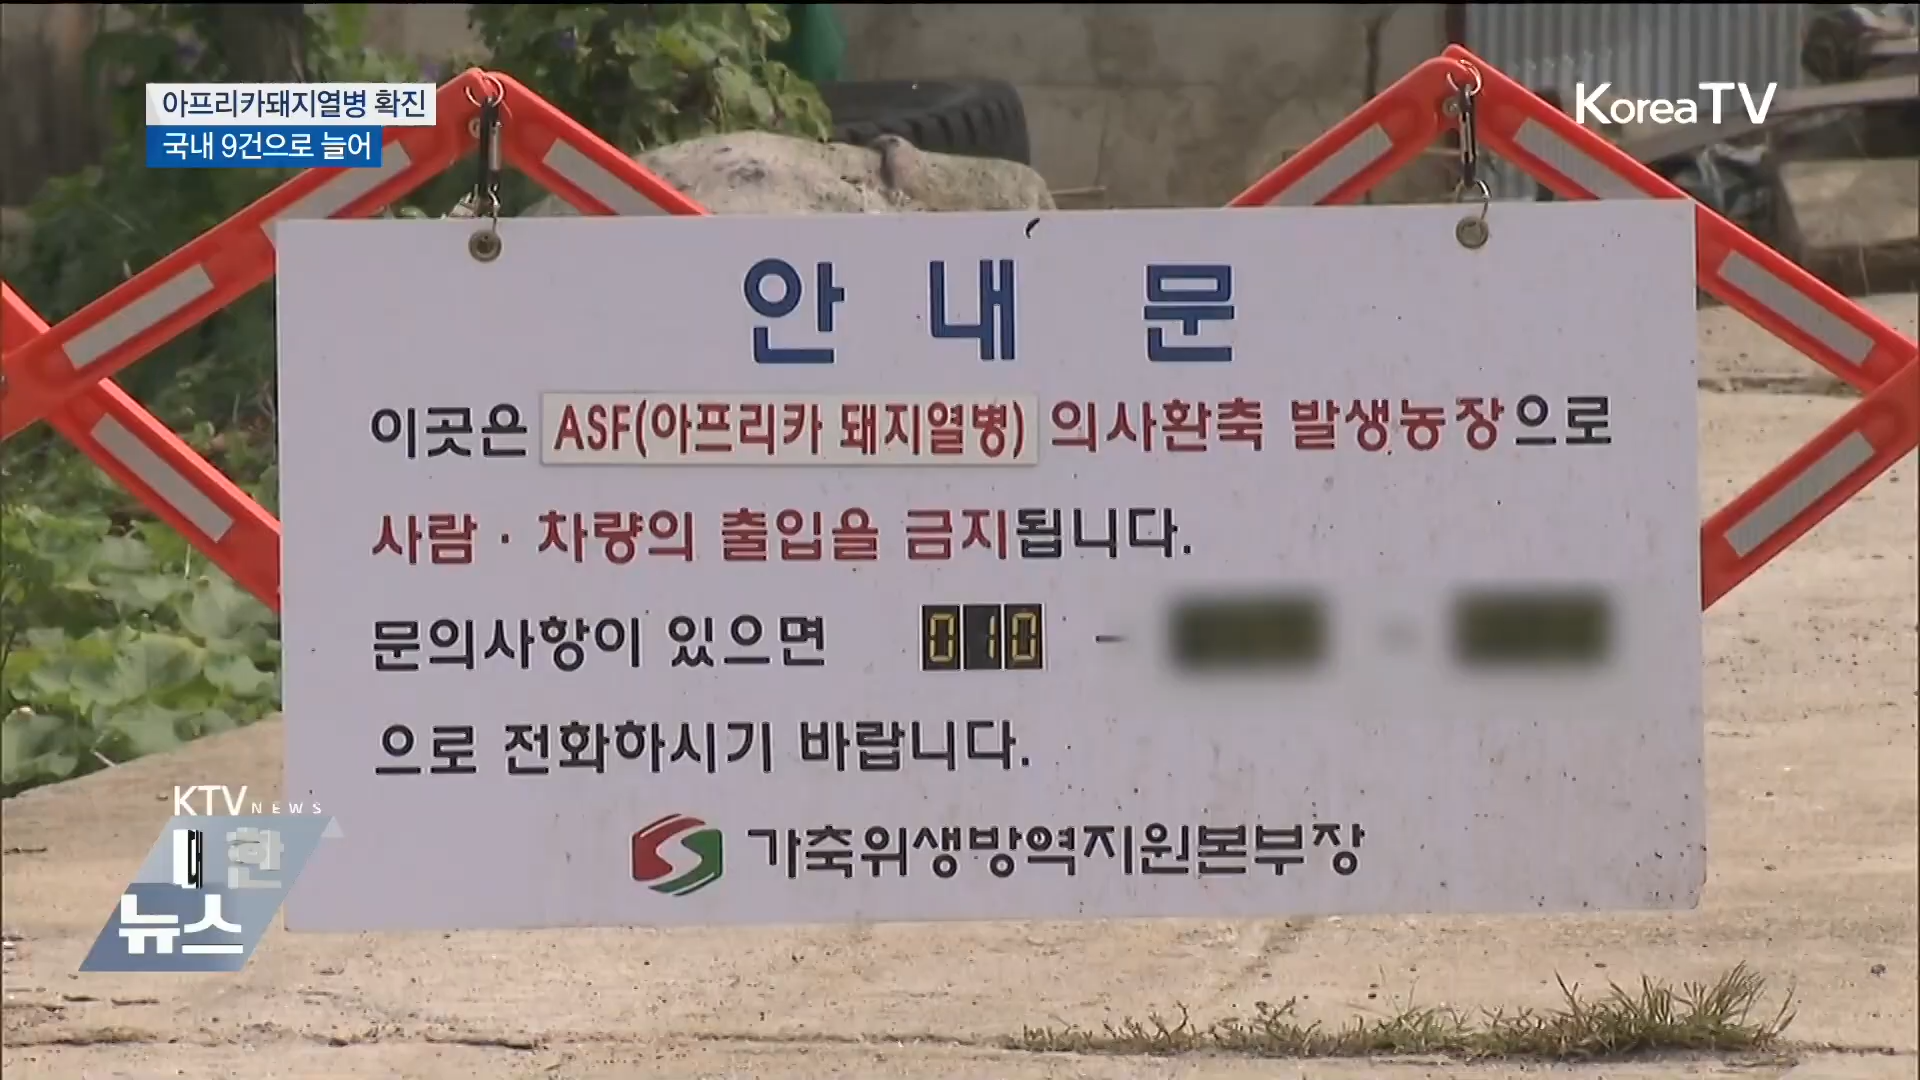 아프리카돼지열병 확진
국내 9건으로 늘어
KoreaTV
안 내 문
이곳은 ASF(아프리카 돼지열병) 의사환축 발생농장으로
사람 · 차량의 출입을 금지됩니다.
문의사항이 있으면 010 -
으로 전화하시기 바랍니다.
가축위생방역지원본부장
KTV NEWS
대한
뉴스